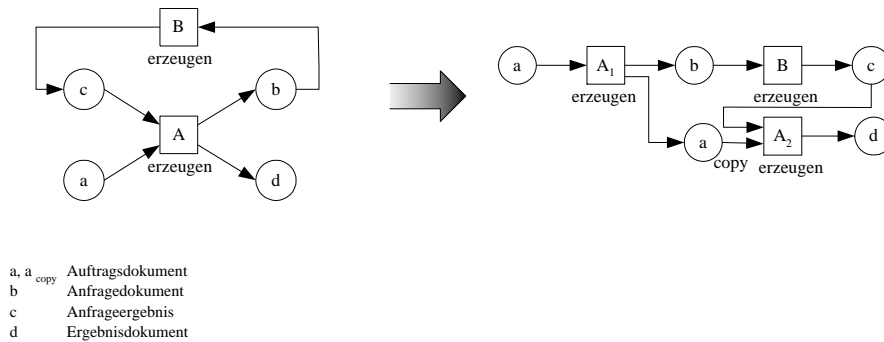 B
erzeugen
c
b
A
erzeugen
a
d
a
A1
erzeugen
b
B
erzeugen
c
a
copy
A2
erzeugen
d
a, a copy Auftragsdokument
b Anfragedokument
c Anfrageergebnis
d Ergebnisdokument